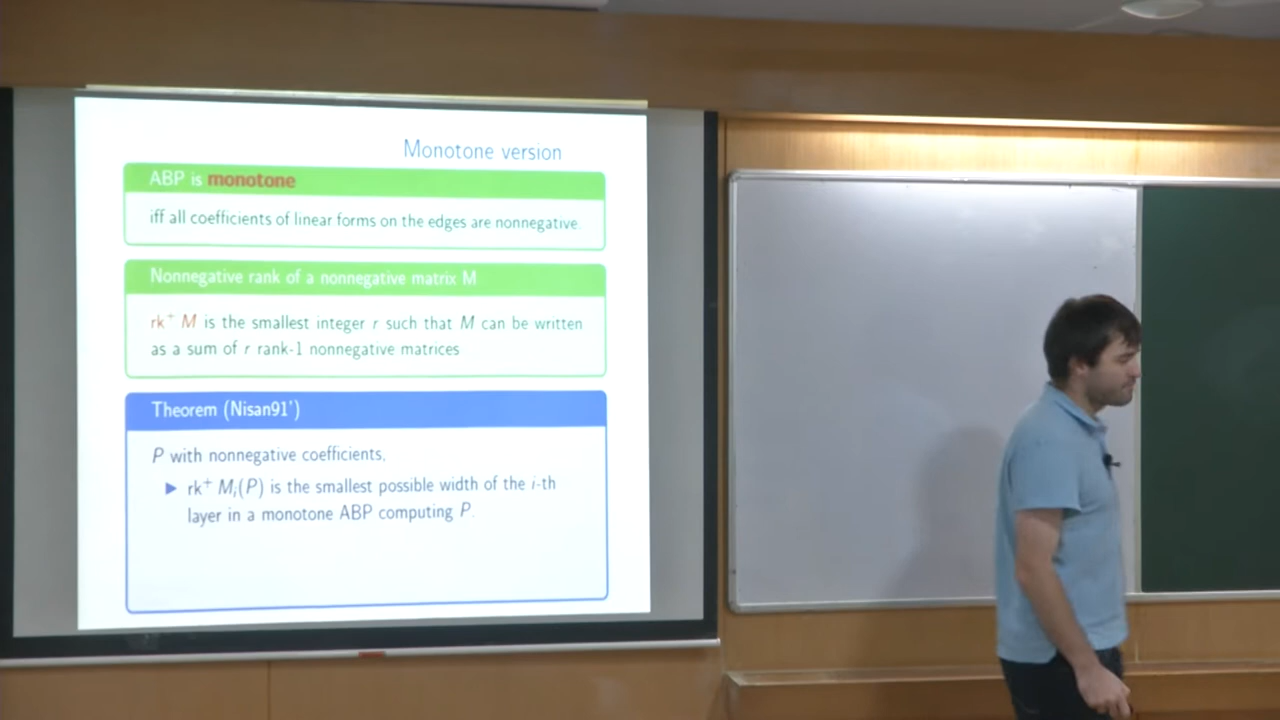 Monotone version
ABP is monotone
iff all coefficients of linear forms on the edges are nonnegative.
Nonnegative rank of a nonnegative matrix M
rk⁺ M is the smallest integer r such that M can be written
as a sum of r rank-1 nonnegative matrices
Theorem (Nisan91')
P with nonnegative coefficients,
▶ rk⁺ Mᵢ(P) is the smallest possible width of the i-th
layer in a monotone ABP computing P.